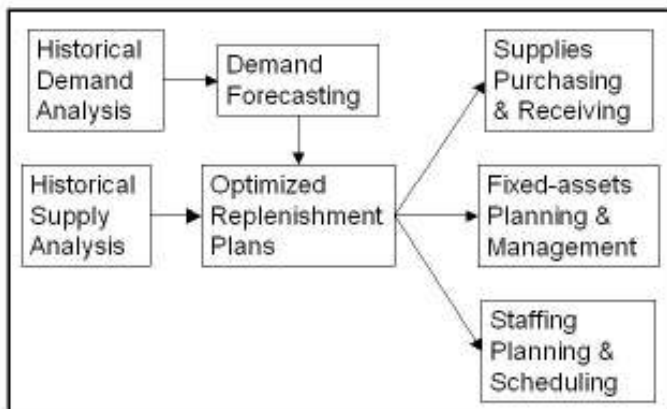 Historical
Demand
Analysis
Demand
Forecasting
Supplies
Purchasing
& Receiving
Historical
Supply
Analysis
Optimized
Replenishment
Plans
Fixed-assets
Planning &
Management
Staffing
Planning &
Scheduling